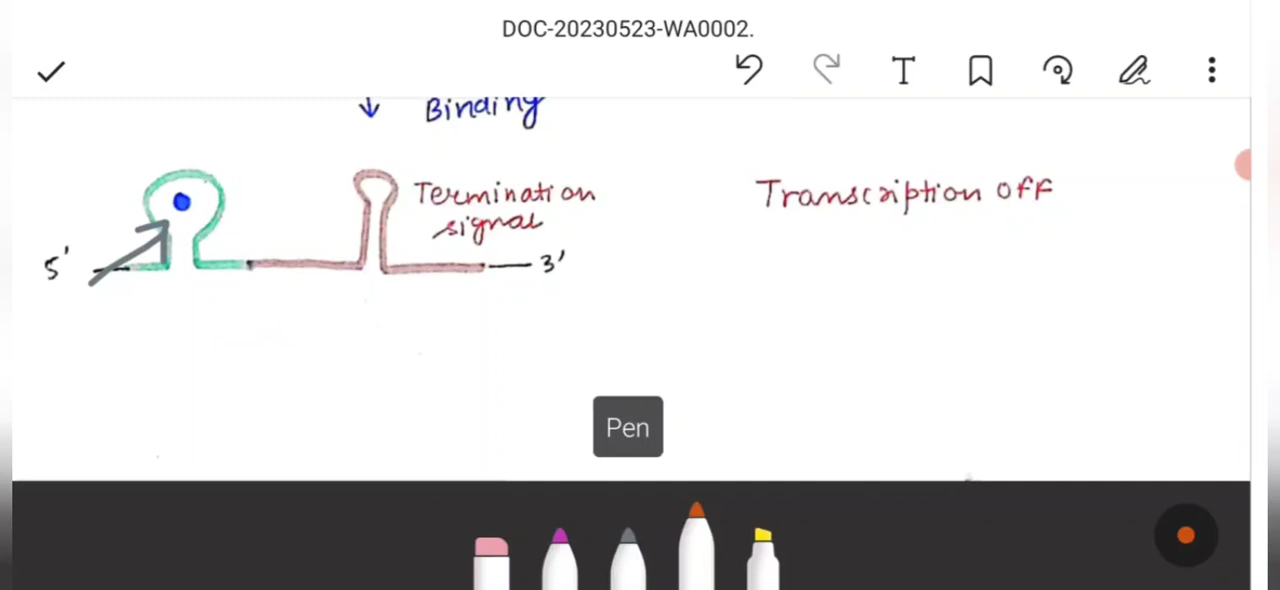 DOC-20230523-WA0002.
T
Binding
Termination
signal
Transcription off
5'
3'
Pen